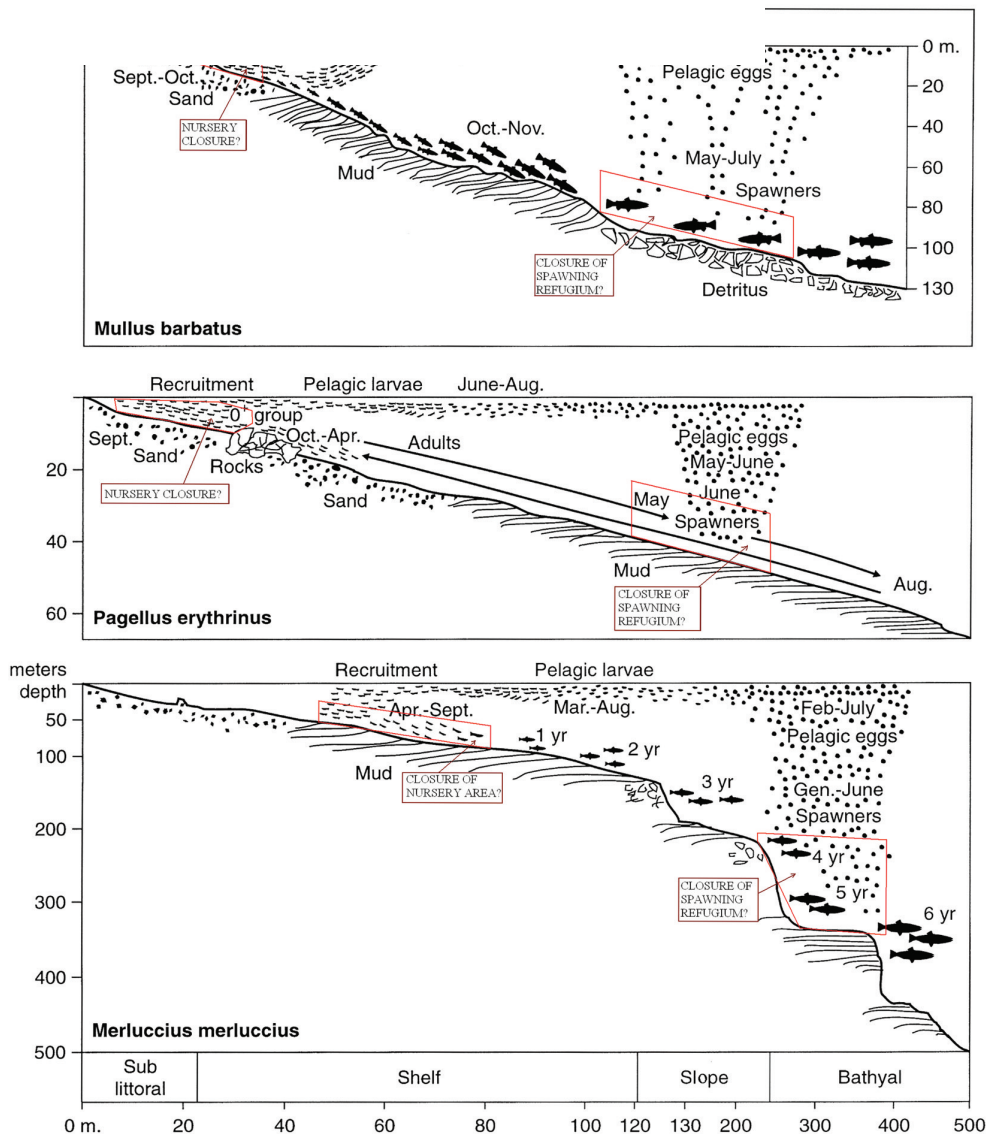 0 m.
Pelagic eggs
20
Sept.-Oct.
Sand
40
NURSERY
CLOSURE?
Oct.-Nov.
May-July
Mud
60
Spawners
80
100
CLOSURE OF
SPAWNING
REFUGIUM?
Detritus
130
Mullus barbatus
Recruitment Pelagic larvae June-Aug.
0+ group
Sept.
Oct.-Apr.
Adults
Pelagic eggs
Sand
Rocks
May-June
20
NURSERY CLOSURE?
Sand
May
June
Spawners
40
Mud
Aug.
CLOSURE OF
SPAWNING
REFUGIUM?
60
Pagellus erythrinus
meters
depth
Recruitment Pelagic larvae
Apr.-Sept.
Mar.-Aug.
Feb-July
50
1 yr
Pelagic eggs
2 yr
100
Mud
CLOSURE OF
NURSERY AREA?
3 yr
Gen.-June
Spawners
200
4 yr
CLOSURE OF
SPAWNING
REFUGIUM?
5 yr
300
6 yr
400
Merluccius merluccius
500
Sub
littoral
Shelf
Slope
Bathyal
0 m. 20 40 60 80 100 120 130 200 300 400 500